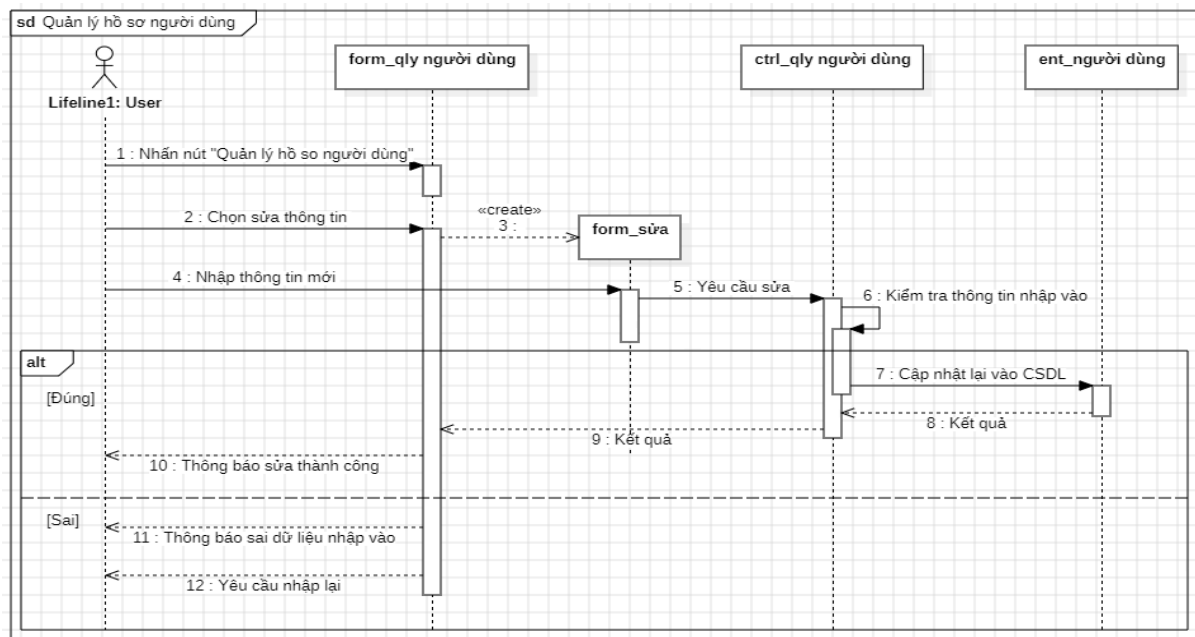 sd Quản lý hồ sơ người dùng
form_qly người dùng
ctrl_qly người dùng
ent_người dùng
Lifeline1: User
1 : Nhấn nút "Quản lý hồ so người dùng"
2 : Chọn sửa thông tin
«create»
3 :
form_sửa
4 : Nhập thông tin mới
5 : Yêu cầu sửa
6 : Kiểm tra thông tin nhập vào
alt
[Đúng]
7 : Cập nhật lại vào CSDL
8 : Kết quả
9 : Kết quả
10 : Thông báo sửa thành công
[Sai]
11 : Thông báo sai dữ liệu nhập vào
12 : Yêu cầu nhập lại